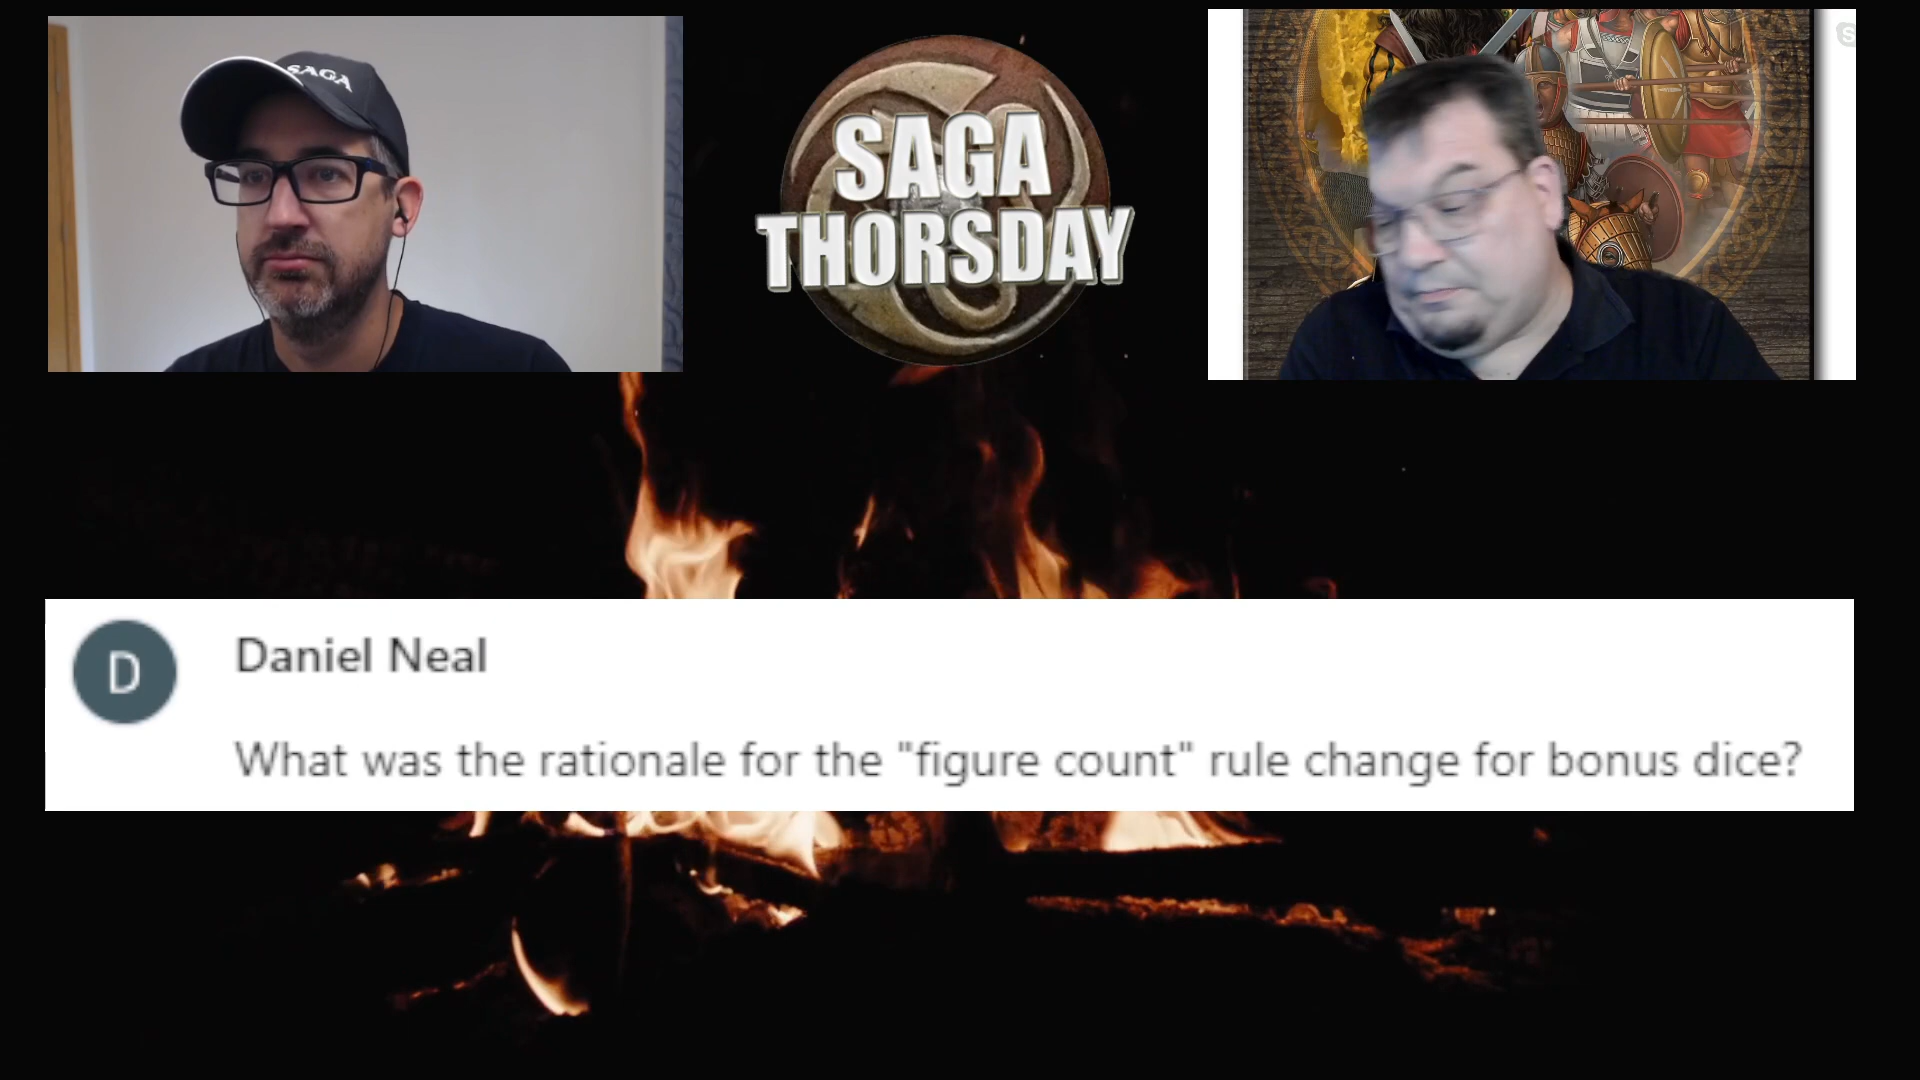 SAGA
SAGA
THORSDAY
S
D
Daniel Neal
What was the rationale for the "figure count" rule change for bonus dice?